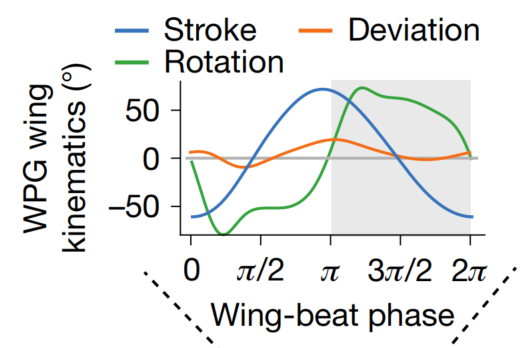 Stroke Deviation
Rotation
WPG wing
kinematics (°)
50
0
−50
0 π/2 π 3π/2 2π
Wing-beat phase